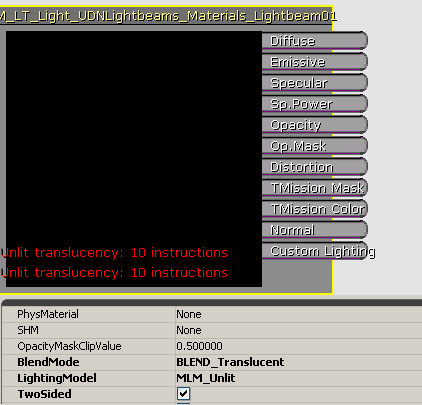 M_LT_Light_UDNLightbeams_Materials_Lightbeam01
Diffuse
Emissive
Specular
Sp.Power
Opacity
Op.Mask
Distortion
TMission Mask
TMission Color
Normal
Custom Lighting
Unlit translucency: 10 instructions
Unlit translucency: 10 instructions
PhysMaterial None
SHM None
OpacityMaskClipValue 0.500000
BlendMode BLEND_Translucent
LightingModel MLM_Unlit
TwoSided